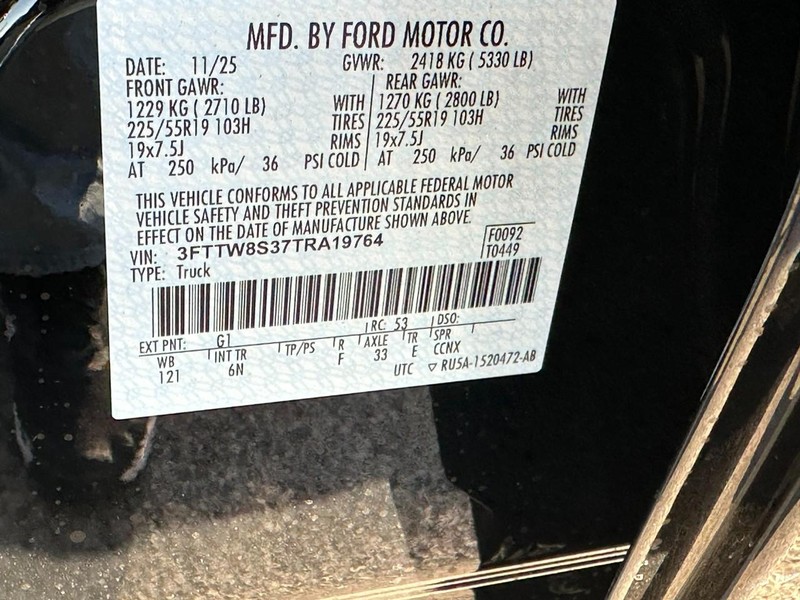 MFD. BY FORD MOTOR CO.
DATE: 11/25 GVWR: 2418 KG ( 5330 LB)
FRONT GAWR: REAR GAWR:
1229 KG ( 2710 LB) WITH 1270 KG ( 2800 LB) WITH
225/55R19 103H TIRES 225/55R19 103H TIRES
19x7.5J RIMS 19x7.5J RIMS
AT 250 kPa/ 36 PSI COLD AT 250 kPa/ 36 PSI COLD
THIS VEHICLE CONFORMS TO ALL APPLICABLE FEDERAL MOTOR
VEHICLE SAFETY AND THEFT PREVENTION STANDARDS IN
EFFECT ON THE DATE OF MANUFACTURE SHOWN ABOVE.
VIN: 3FTTW8S37TRA19764 F0092
TYPE: Truck T0449
EXT PNT: G1 RC: 53 DSO:
WB INT TR TP/PS R AXLE TR SPR
121 6N F 33 E CCNX
UTC ▽ RU5A-1520472-AB